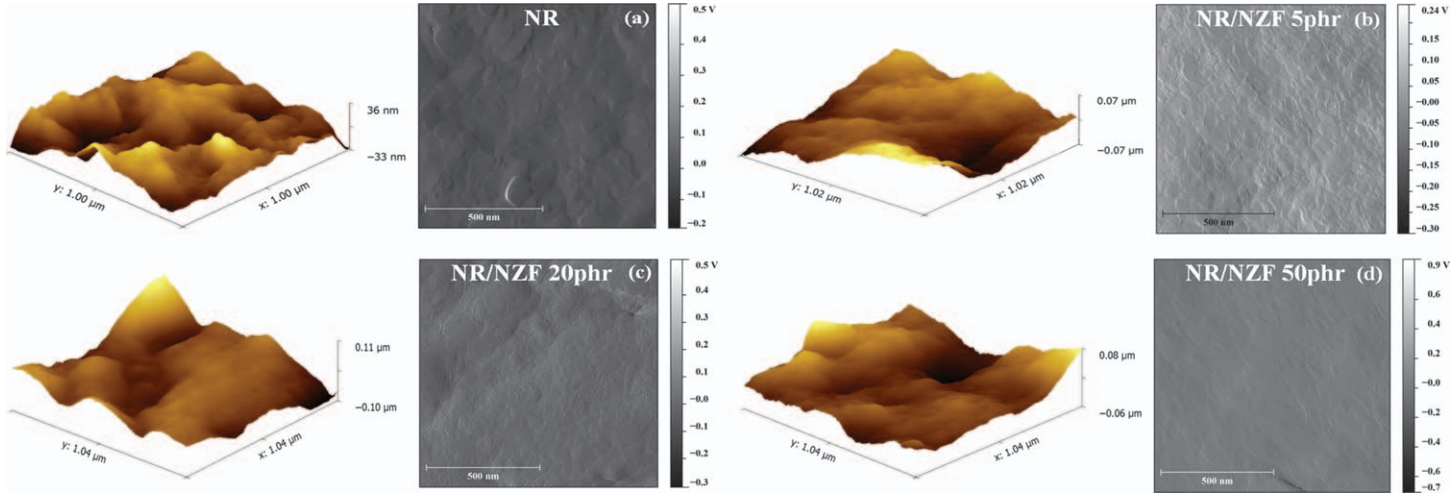 NR (a)
0.5 V
0.4
0.3
0.2
0.1
0.0
−0.1
−0.2
36 nm
−33 nm
y: 1.00 µm
x: 1.00 µm
500 nm
NR/NZF 5phr (b)
0.24 V
0.15
0.10
0.05
−0.00
−0.05
−0.10
−0.15
−0.20
−0.30
0.07 µm
−0.07 µm
y: 1.02 µm
x: 1.02 µm
500 nm
NR/NZF 20phr (c)
0.5 V
0.4
0.3
0.2
0.1
−0.0
−0.1
−0.2
−0.3
0.11 µm
−0.10 µm
y: 1.04 µm
x: 1.04 µm
500 nm
NR/NZF 50phr (d)
0.9 V
0.6
0.4
0.2
−0.0
−0.2
−0.4
−0.7
0.08 µm
−0.06 µm
y: 1.04 µm
x: 1.04 µm
500 nm